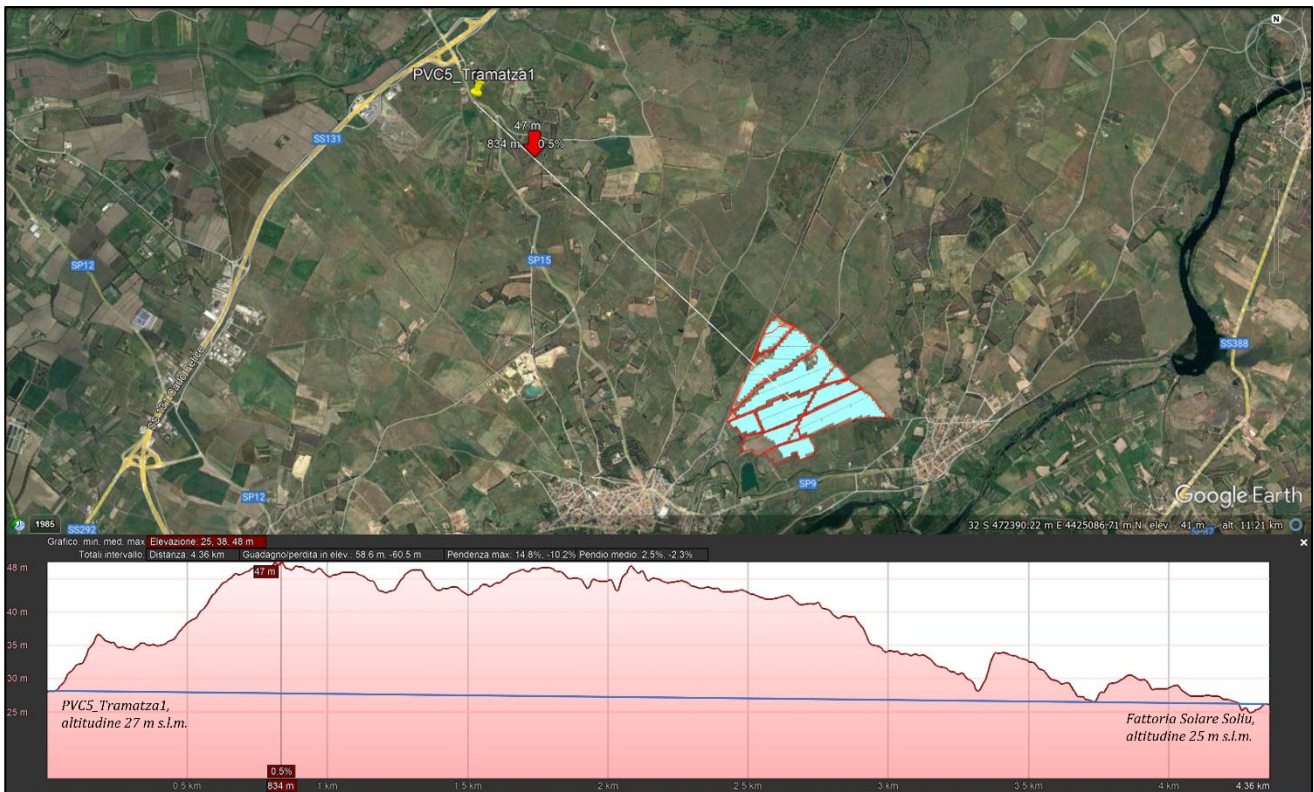 N
PVC5_Tramatza1
47 m
834 m 0.5%
SS131
SP15
SP12
SS131 Carlo Felice
SS388
SP12
SP9
SS292
Google Earth
1985
32 S 472390.22 m E 4425086.71 m N elev 41 m alt 11.21 km
Grafico: min. med. max Elevazione: 25, 38, 48 m
Totali intervallo: Distanza: 4.36 km Guadagno/perdita in elev.: 58.6 m, -60.5 m Pendenza max: 14.8%, -10.2% Pendio medio: 2.5%, -2.3%
48 m
47 m
40 m
35 m
30 m
25 m
PVC5_Tramatza1,
altitudine 27 m s.l.m.
Fattoria Solare Soliu,
altitudine 25 m s.l.m.
0.5%
0.5 km 834 m 1 km 1.5 km 2 km 2.5 km 3 km 3.5 km 4 km 4.36 km